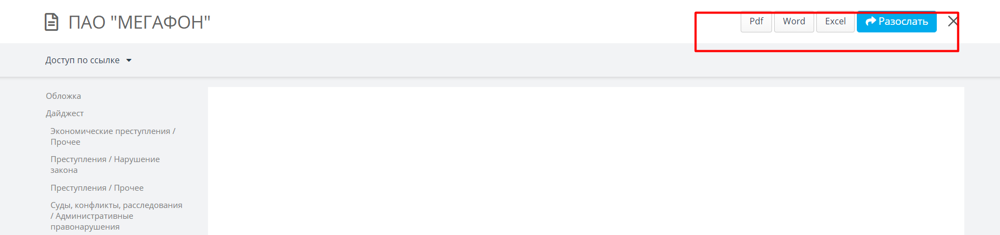 ПАО "МЕГАФОН"
Pdf Word Excel Разослать
Доступ по ссылке
Обложка
Дайджест
Экономические преступления /
Прочее
Преступления / Нарушение
закона
Преступления / Прочее
Суды, конфликты, расследования
/ Административные
правонарушения